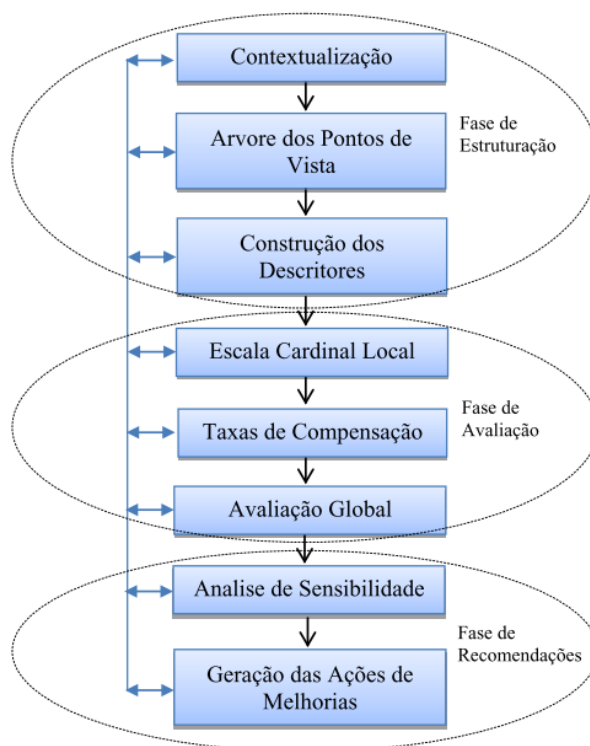 Contextualização
Arvore dos Pontos de
Vista
Fase de
Estruturação
Construção dos
Descritores
Escala Cardinal Local
Taxas de Compensação
Fase de
Avaliação
Avaliação Global
Analise de Sensibilidade
Geração das Ações de
Melhorias
Fase de
Recomendações